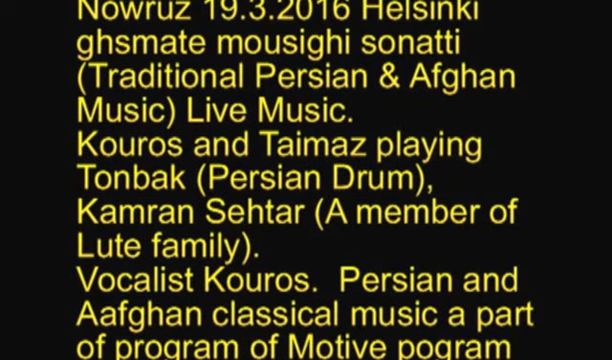 Nowruz 19.3.2016 Helsinki
ghsmate mousighi sonatti
(Traditional Persian & Afghan
Music) Live Music.
Kouros and Taimaz playing
Tonbak (Persian Drum),
Kamran Sehtar (A member of
Lute family).
Vocalist Kouros.  Persian and
Aafghan classical music a part
of program of Motive pogram